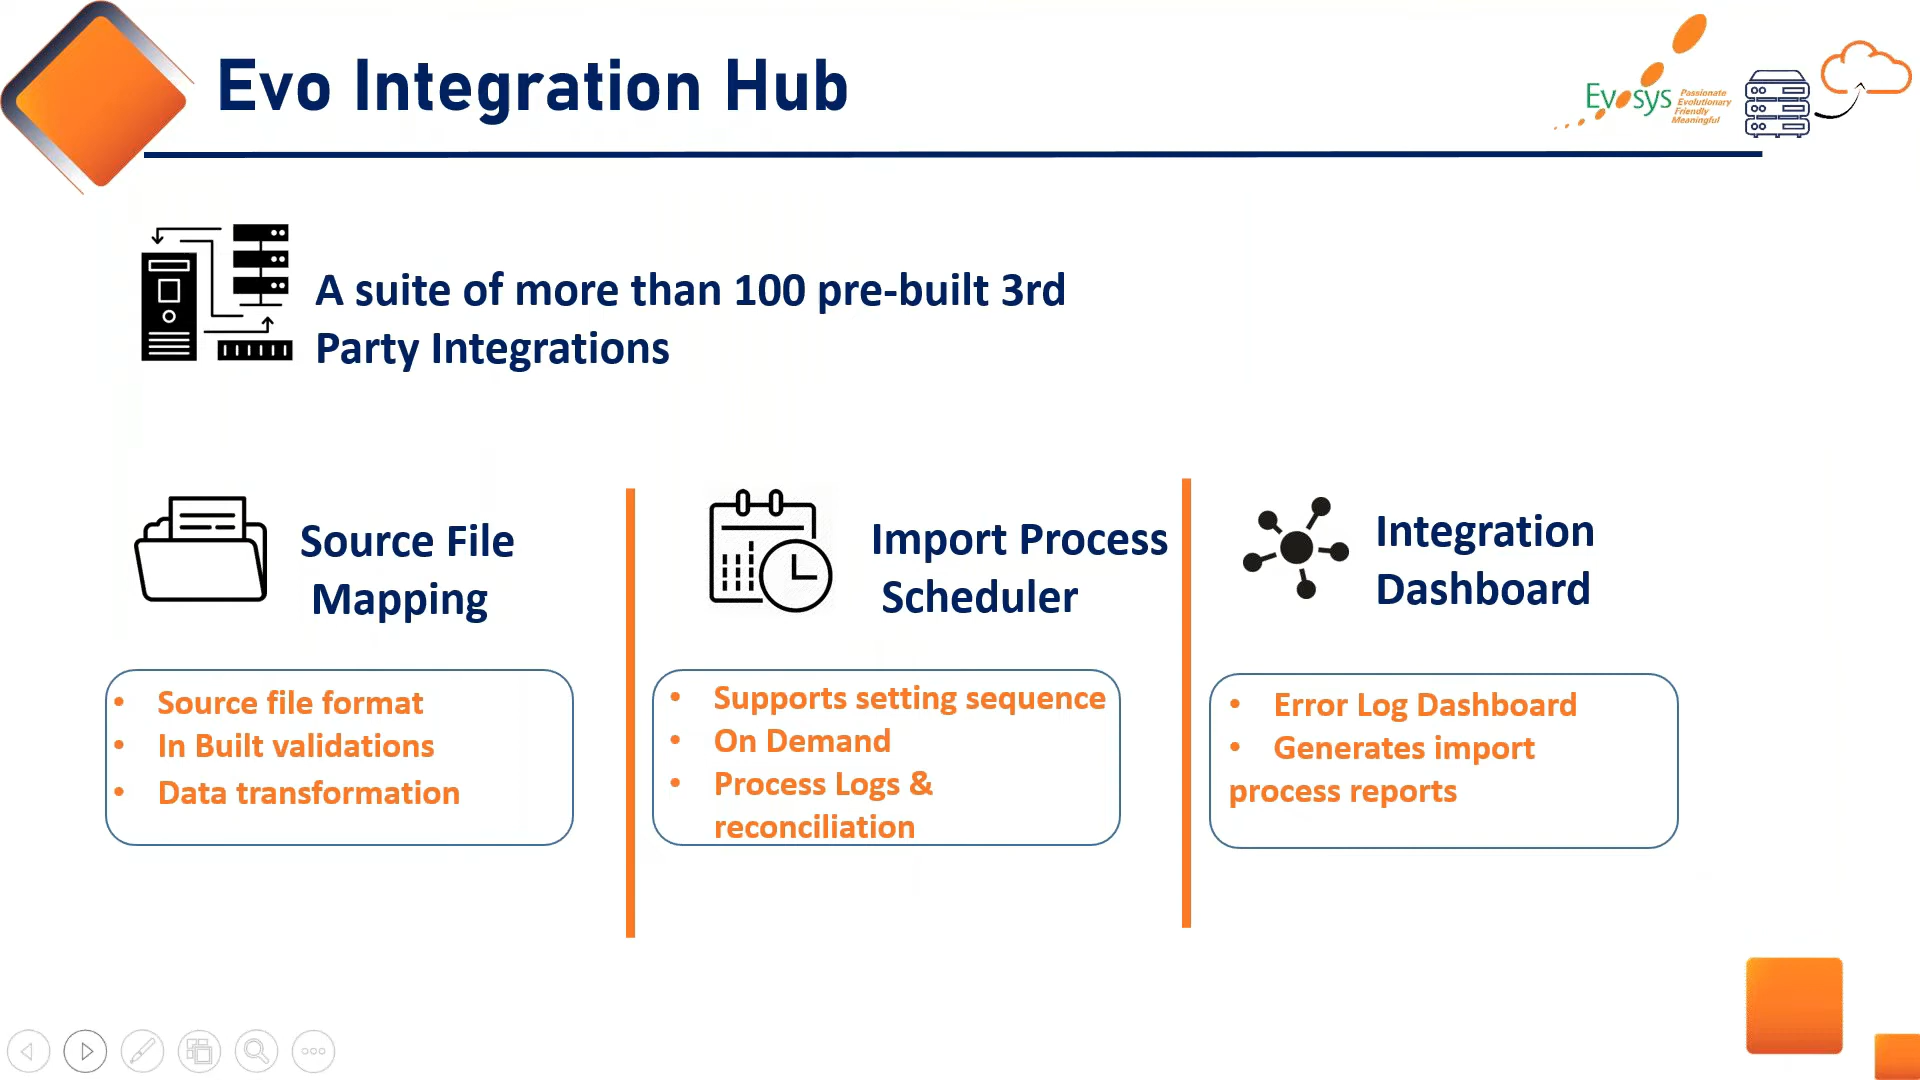 Evo Integration Hub
Evosys
Passionate
Evolutionary
Friendly
Meaningful
A suite of more than 100 pre-built 3rd
Party Integrations
Source File
Mapping
• Source file format
• In Built validations
• Data transformation
Import Process
Scheduler
• Supports setting sequence
• On Demand
• Process Logs &
reconciliation
Integration
Dashboard
• Error Log Dashboard
• Generates import
process reports